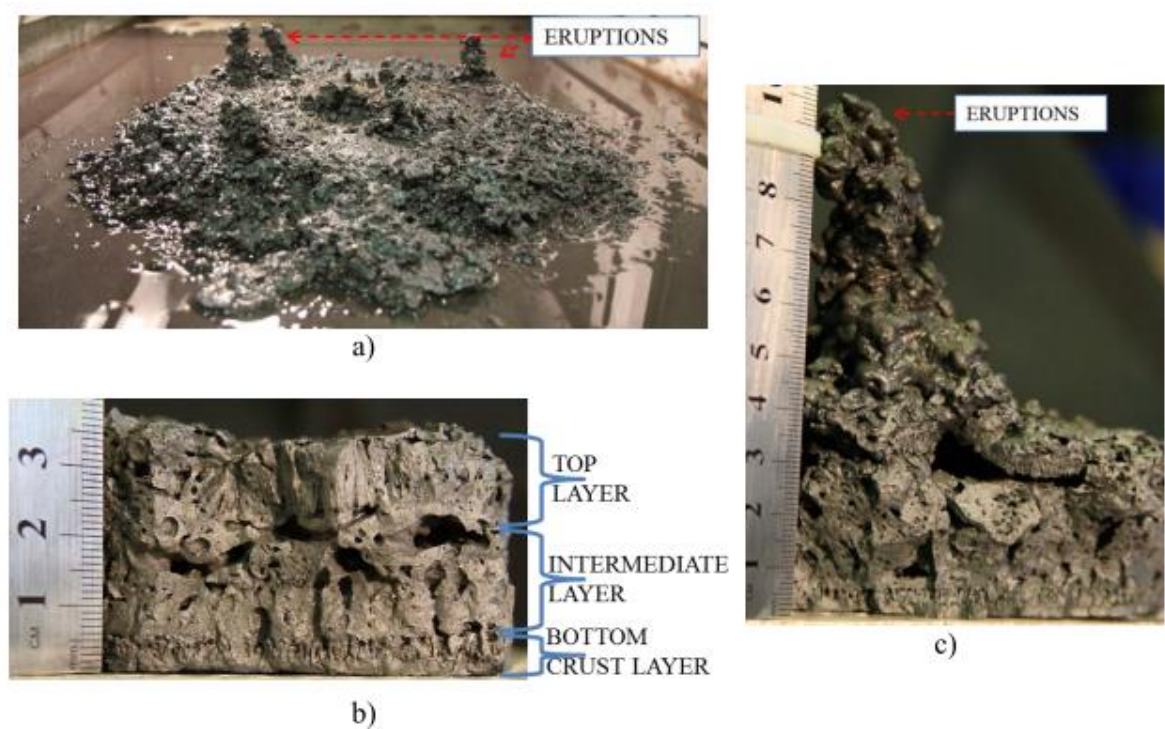 ERUPTIONS
a)
3
2
1
CM
TOP
LAYER
INTERMEDIATE
LAYER
BOTTOM
CRUST LAYER
b)
ERUPTIONS
8
7
6
5
4
3
2
1
c)